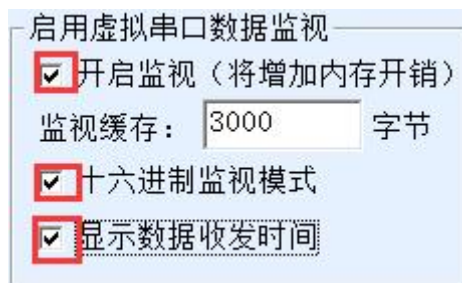 启用虚拟串口数据监视
开启监视（将增加内存开销）
监视缓存： 3000 字节
十六进制监视模式
显示数据收发时间